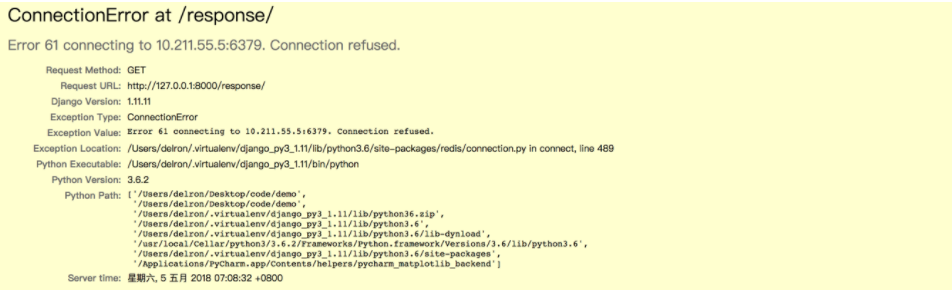 ConnectionError at /response/
Error 61 connecting to 10.211.55.5:6379. Connection refused.
Request Method: GET
Request URL: http://127.0.0.1:8000/response/
Django Version: 1.11.11
Exception Type: ConnectionError
Exception Value: Error 61 connecting to 10.211.55.5:6379. Connection refused.
Exception Location: /Users/delron/.virtualenv/django_py3_1.11/lib/python3.6/site-packages/redis/connection.py in connect, line 489
Python Executable: /Users/delron/.virtualenv/django_py3_1.11/bin/python
Python Version: 3.6.2
Python Path: ['/Users/delron/Desktop/code/demo',
'/Users/delron/Desktop/code/demo',
'/Users/delron/.virtualenv/django_py3_1.11/lib/python36.zip',
'/Users/delron/.virtualenv/django_py3_1.11/lib/python3.6',
'/Users/delron/.virtualenv/django_py3_1.11/lib/python3.6/lib-dynload',
'/usr/local/Cellar/python3/3.6.2/Frameworks/Python.framework/Versions/3.6/lib/python3.6',
'/Users/delron/.virtualenv/django_py3_1.11/lib/python3.6/site-packages',
'/Applications/PyCharm.app/Contents/helpers/pycharm_matplotlib_backend']
Server time: 星期六, 5 五月 2018 07:08:32 +0800